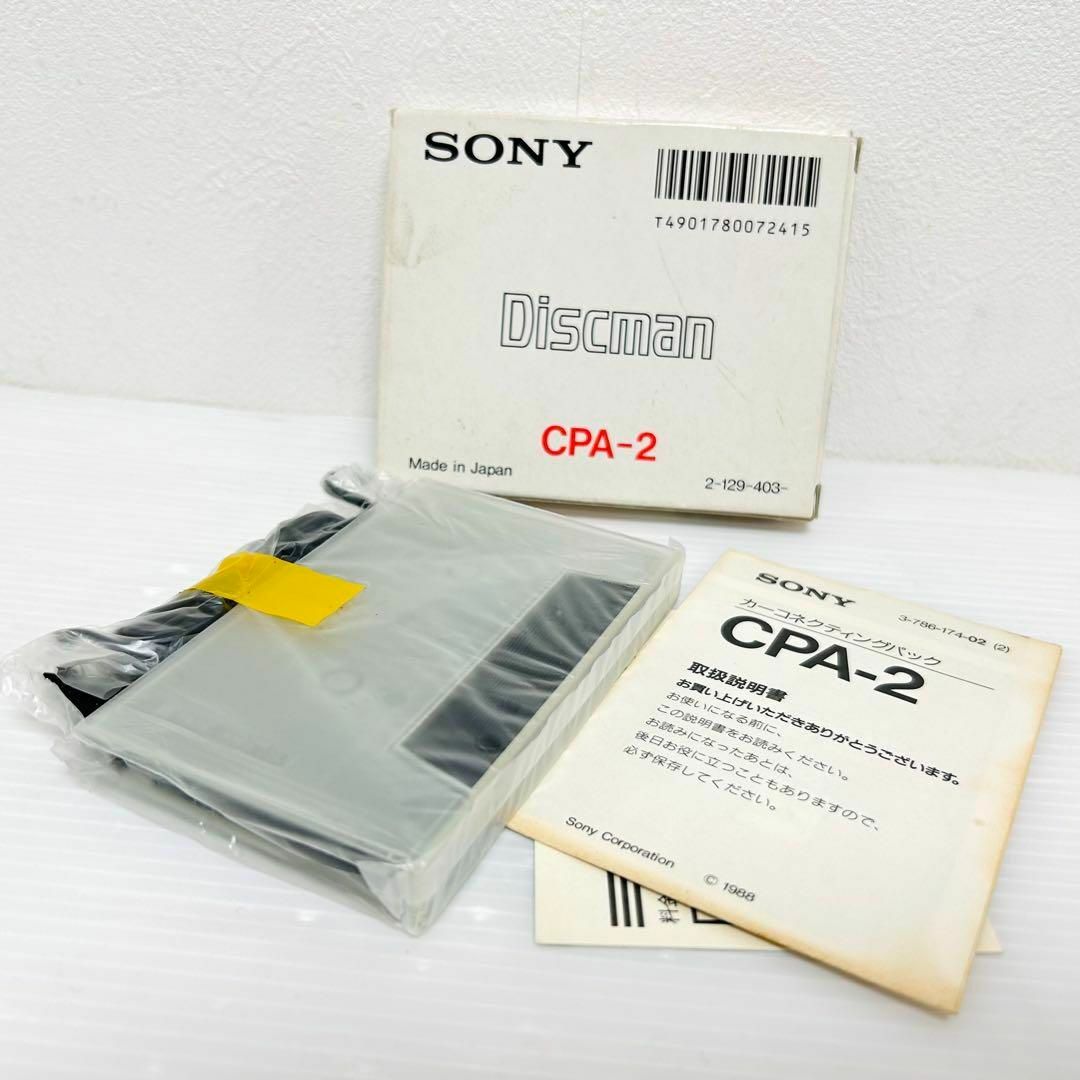 SONY
T4901780072415
Discman
CPA-2
Made in Japan
2-129-403-
SONY
3-786-174-02 (2)
カーコネクティングパック
CPA-2
取扱説明書
お買い上げいただきありがとうございます。
お使いになる前に、
この説明書をお読みください。
お読みになったあとは、
後日お役に立つこともありますので、
必ず保存してください。
Sony Corporation
© 1988